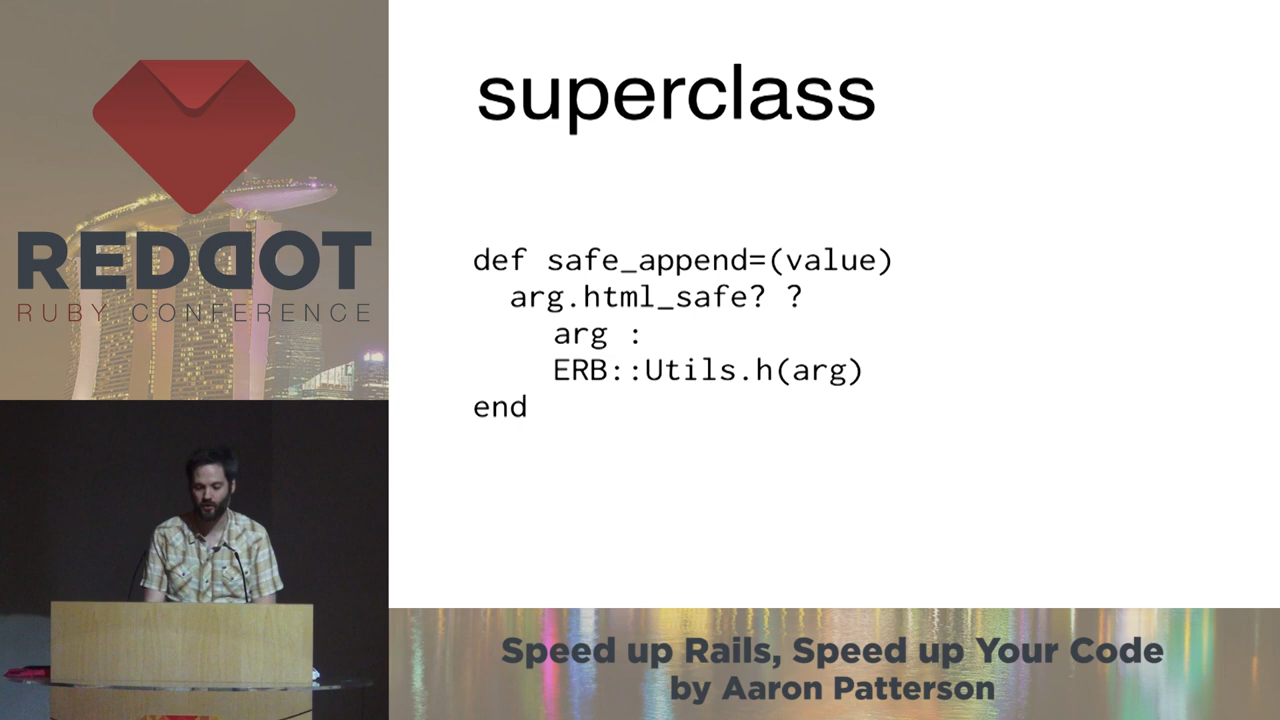 REDDOT
RUBY CONFERENCE
superclass
def safe_append=(value)
  arg.html_safe? ?
    arg :
    ERB::Utils.h(arg)
end
Speed up Rails, Speed up Your Code
by Aaron Patterson